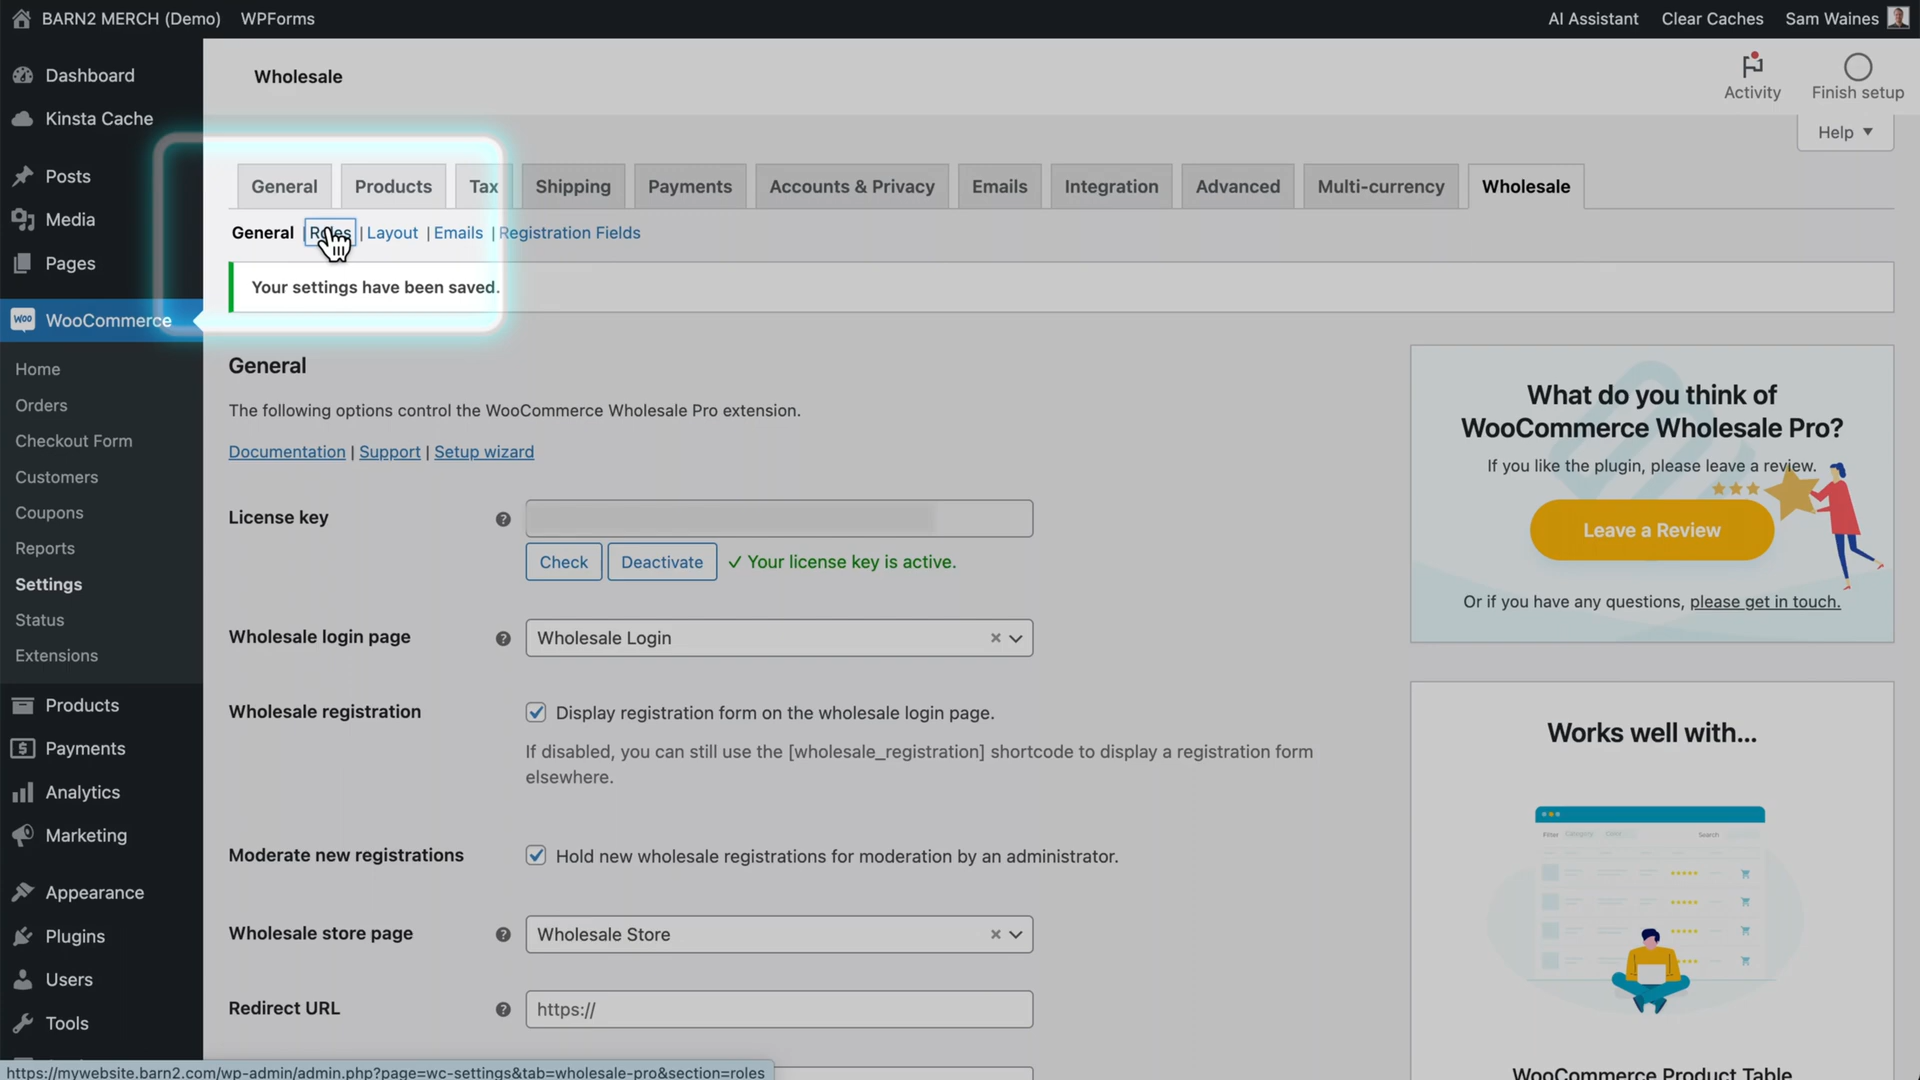 BARN2 MERCH (Demo) WPForms AI Assistant Clear Caches Sam Waines
Dashboard
Kinsta Cache
Posts
Media
Pages
WooCommerce
Home
Orders
Checkout Form
Customers
Coupons
Reports
Settings
Status
Extensions
Products
Payments
Analytics
Marketing
Appearance
Plugins
Users
Tools
Wholesale
Activity
Finish setup
Help
General Products Tax Shipping Payments Accounts & Privacy Emails Integration Advanced Multi-currency Wholesale
General | Roles | Layout | Emails | Registration Fields
Your settings have been saved.
General
The following options control the WooCommerce Wholesale Pro extension.
Documentation | Support | Setup wizard
License key
Check Deactivate ✓ Your license key is active.
Wholesale login page Wholesale Login
Wholesale registration Display registration form on the wholesale login page.
If disabled, you can still use the [wholesale_registration] shortcode to display a registration form
elsewhere.
Moderate new registrations Hold new wholesale registrations for moderation by an administrator.
Wholesale store page Wholesale Store
Redirect URL https://
What do you think of
WooCommerce Wholesale Pro?
If you like the plugin, please leave a review.
Leave a Review
Or if you have any questions, please get in touch.
Works well with...
Filter Category Search
WooCommerce Product Table
https://mywebsite.barn2.com/wp-admin/admin.php?page=wc-settings&tab=wholesale-pro&section=roles